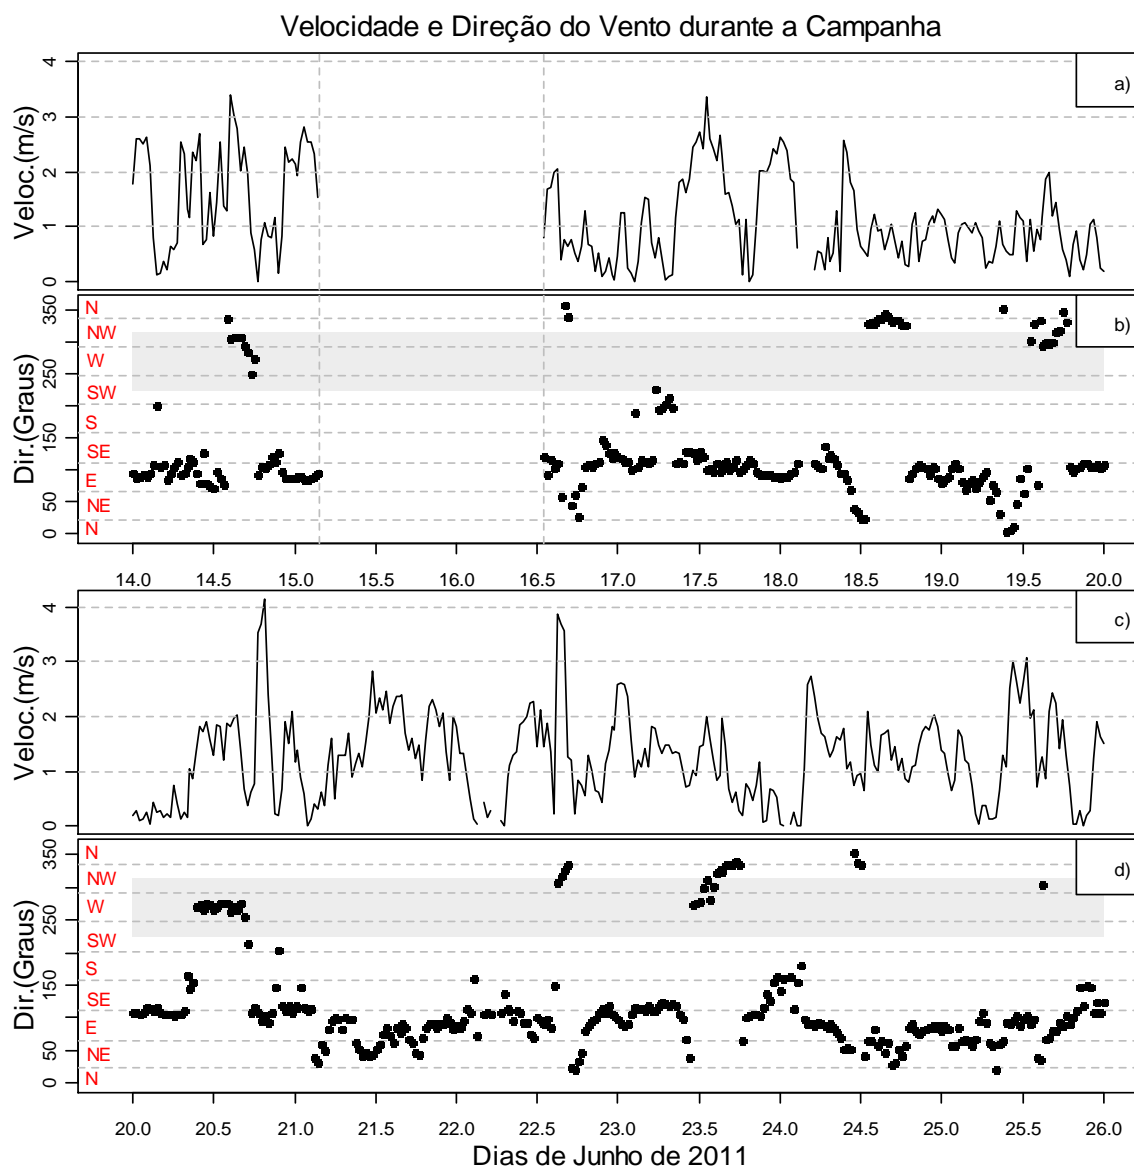 Velocidade e Direção do Vento durante a Campanha
a)
Veloc.(m/s)
4
3
2
1
0
b)
Dir.(Graus)
350
250
150
50
0
N
NW
W
SW
S
SE
E
NE
N
14.0 14.5 15.1 15.5 16.0 16.5 17.0 17.5 18.0 18.5 19.0 19.5 20.0
c)
Veloc.(m/s)
4
3
2
1
0
d)
Dir.(Graus)
350
250
150
50
0
N
NW
W
SW
S
SE
E
NE
N
20.0 20.5 21.0 21.5 22.0 22.5 23.0 23.5 24.0 24.5 25.0 25.5 26.0
Dias de Junho de 2011